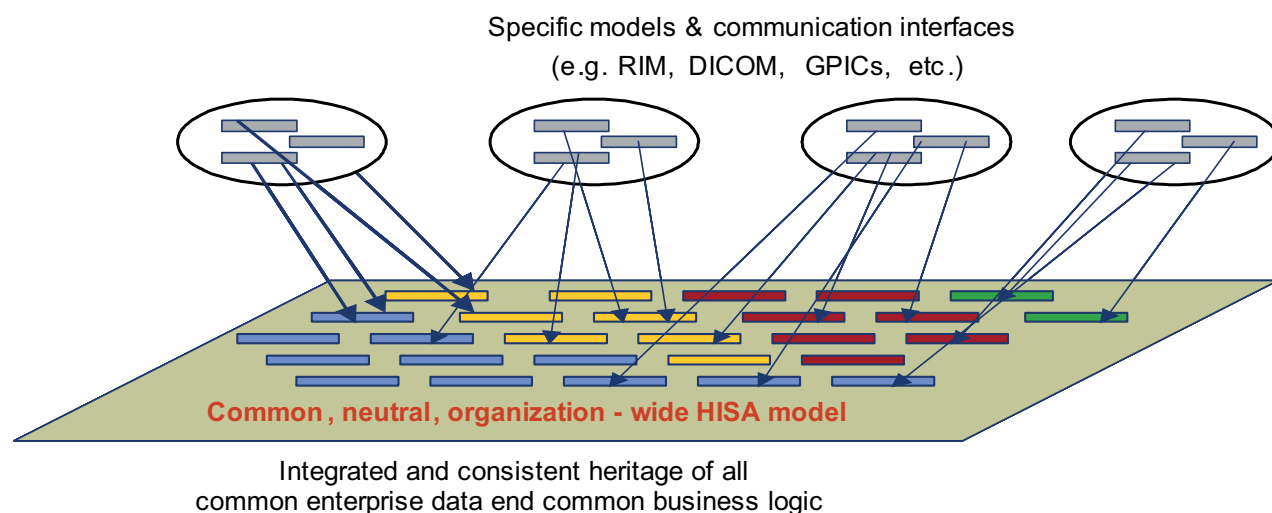 Specific models & communication interfaces
(e.g. RIM, DICOM, GPICs, etc.)
Common, neutral, organization - wide HISA model
Integrated and consistent heritage of all
common enterprise data end common business logic